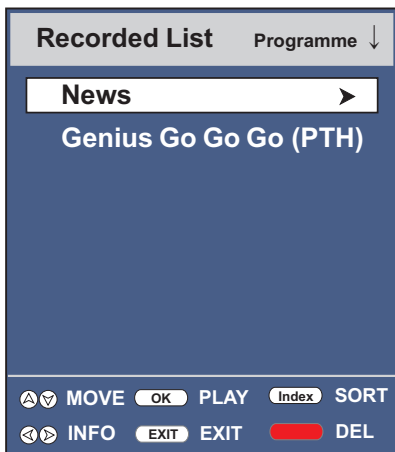 Recorded List Programme ↓
News
Genius Go Go Go (PTH)
MOVE OK PLAY Index SORT
INFO EXIT EXIT DEL